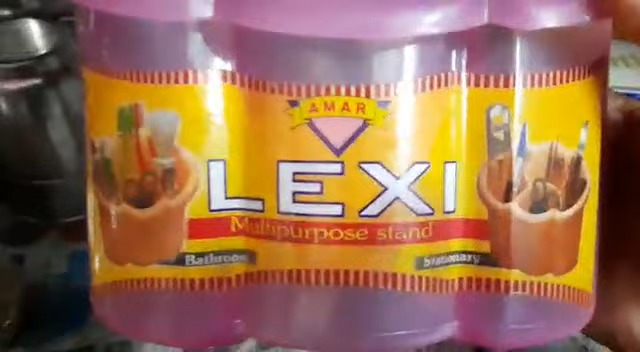 AMAR
LEXI
Multipurpose stand
Bathroom
Stationary